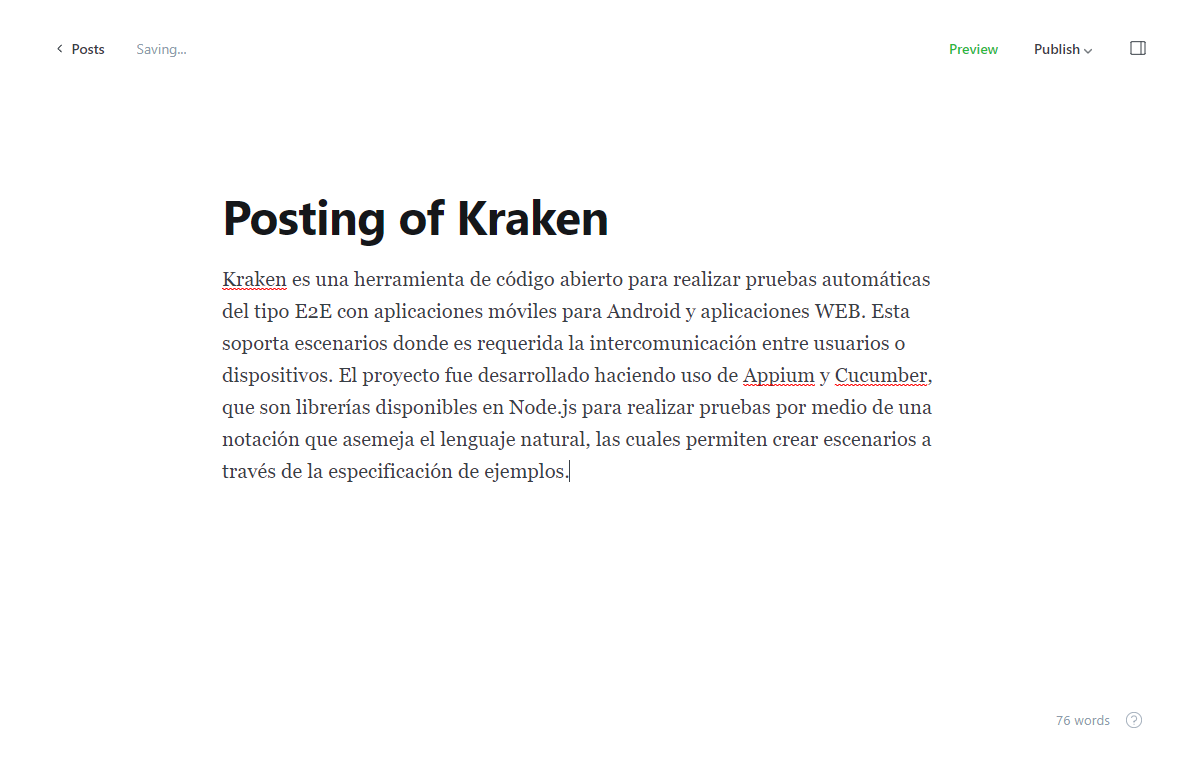 Posts Saving... Preview Publish
Posting of Kraken
Kraken es una herramienta de código abierto para realizar pruebas automáticas
del tipo E2E con aplicaciones móviles para Android y aplicaciones WEB. Esta
soporta escenarios donde es requerida la intercomunicación entre usuarios o
dispositivos. El proyecto fue desarrollado haciendo uso de Appium y Cucumber,
que son librerías disponibles en Node.js para realizar pruebas por medio de una
notación que asemeja el lenguaje natural, las cuales permiten crear escenarios a
través de la especificación de ejemplos.
76 words ?